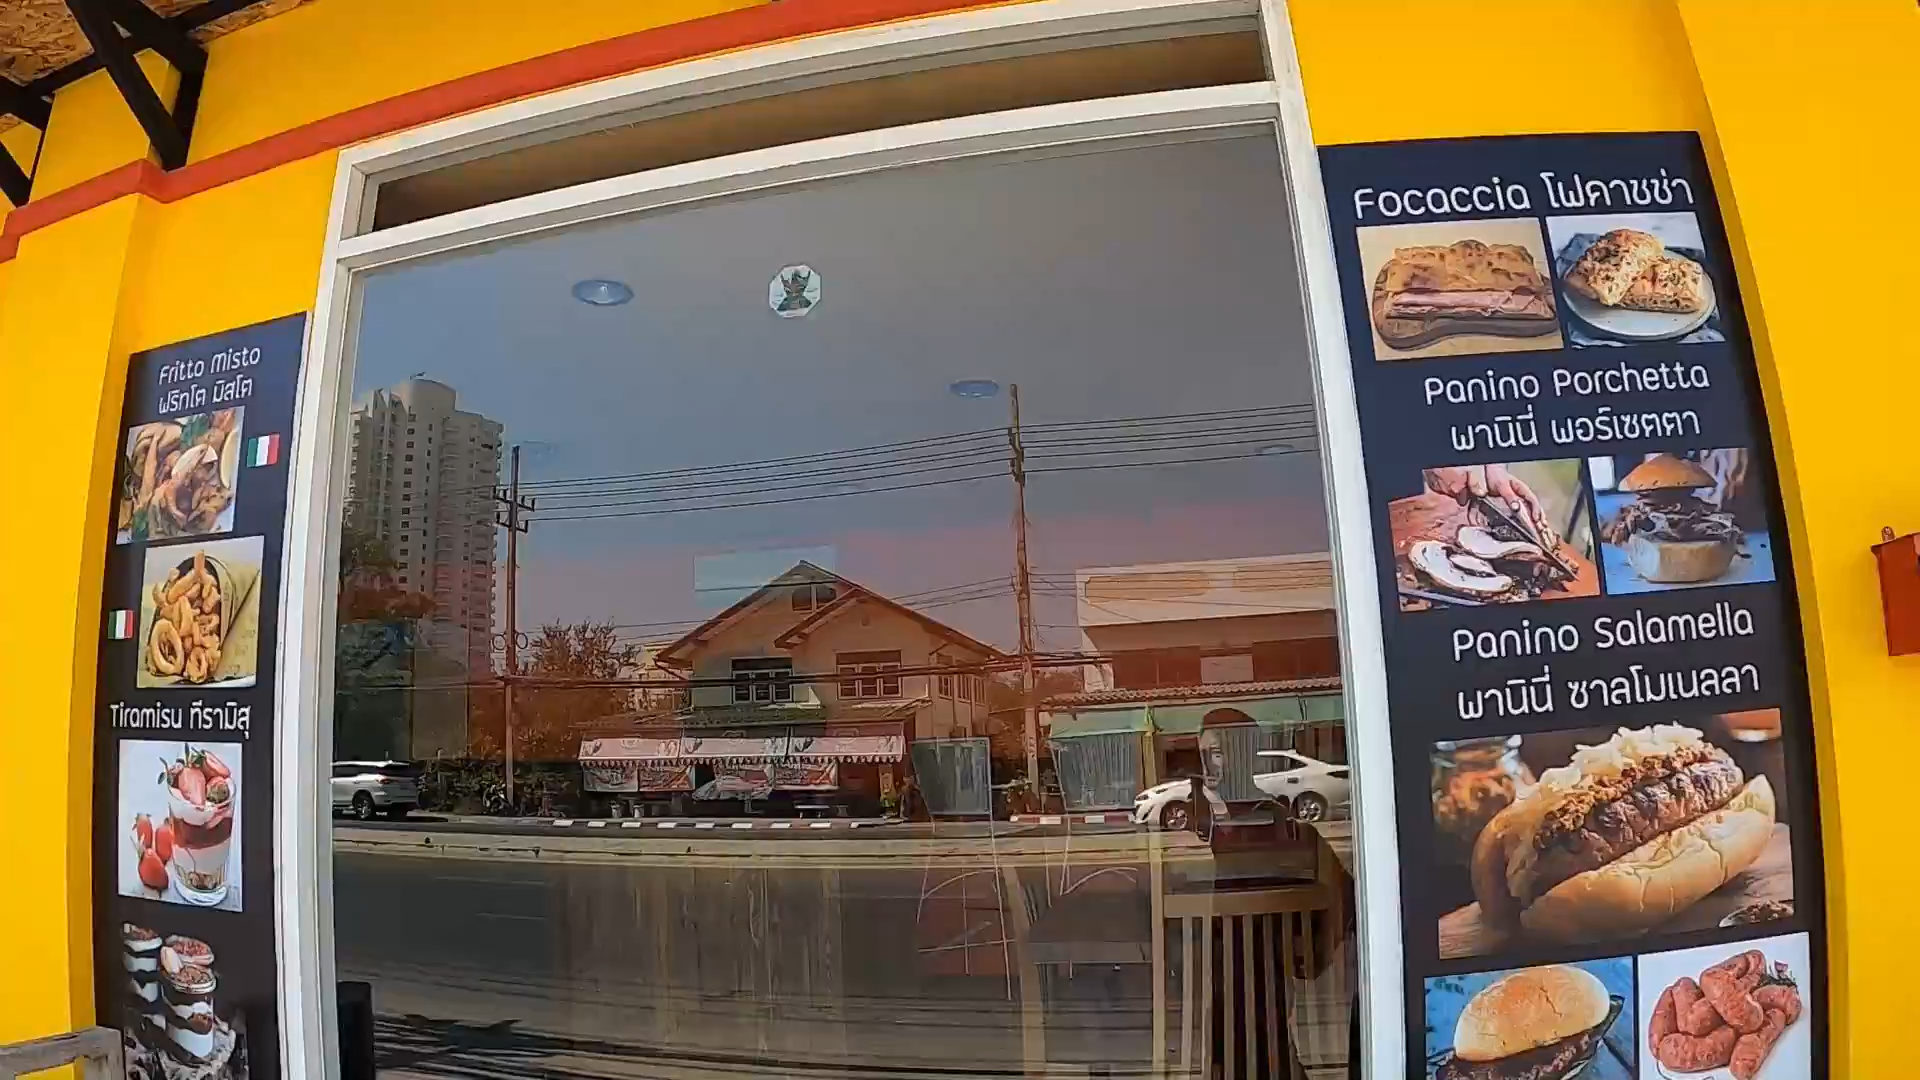 Fritto Misto
ฟริทโต มิสโต
Tiramisu ทีรามิสุ
Focaccia โฟคาชช่า
Panino Porchetta
พานินี่ พอร์เซตตา
Panino Salamella
พานินี่ ซาลโมเนลลา